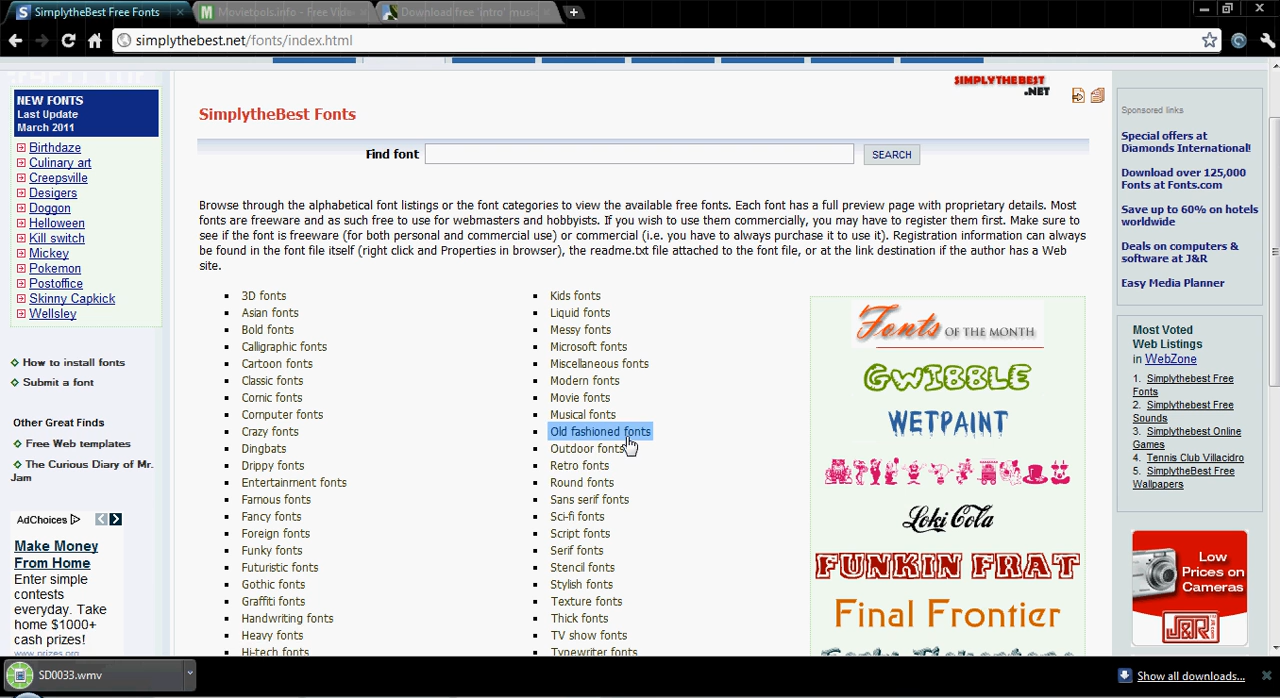 SimplytheBest Free Fonts
Movietools.info - Free Vide
Download free 'intro' music
simplythebest.net/fonts/index.html
NEW FONTS
Last Update
March 2011
Birthdaze
Culinary art
Creepsville
Desigers
Doggon
Helloween
Kill switch
Mickey
Pokemon
Postoffice
Skinny Capkick
Wellsley
How to install fonts
Submit a font
Other Great Finds
Free Web templates
The Curious Diary of Mr.
Jam
AdChoices
Make Money
From Home
Enter simple
contests
everyday. Take
home $1000+
cash prizes!
www.prizes.org
SIMPLYTHEBEST
.NET
SimplytheBest Fonts
Find font
SEARCH
Browse through the alphabetical font listings or the font categories to view the available free fonts. Each font has a full preview page with proprietary details. Most
fonts are freeware and as such free to use for webmasters and hobbyists. If you wish to use them commercially, you may have to register them first. Make sure to
see if the font is freeware (for both personal and commercial use) or commercial (i.e. you have to always purchase it to use it). Registration information can always
be found in the font file itself (right click and Properties in browser), the readme.txt file attached to the font file, or at the link destination if the author has a Web
site.
3D fonts
Asian fonts
Bold fonts
Calligraphic fonts
Cartoon fonts
Classic fonts
Comic fonts
Computer fonts
Crazy fonts
Dingbats
Drippy fonts
Entertainment fonts
Famous fonts
Fancy fonts
Foreign fonts
Funky fonts
Futuristic fonts
Gothic fonts
Graffiti fonts
Handwriting fonts
Heavy fonts
Hi-tech fonts
Kids fonts
Liquid fonts
Messy fonts
Microsoft fonts
Miscellaneous fonts
Modern fonts
Movie fonts
Musical fonts
Old fashioned fonts
Outdoor fonts
Retro fonts
Round fonts
Sans serif fonts
Sci-fi fonts
Script fonts
Serif fonts
Stencil fonts
Stylish fonts
Texture fonts
Thick fonts
TV show fonts
Typewriter fonts
Fonts OF THE MONTH
GWIBBLE
WETPAINT
Loki Cola
FUNKIN FRAT
Final Frontier
Sponsored links
Special offers at
Diamonds International!
Download over 125,000
Fonts at Fonts.com
Save up to 60% on hotels
worldwide
Deals on computers &
software at J&R
Easy Media Planner
Most Voted
Web Listings
in WebZone
1. Simplythebest Free
Fonts
2. Simplythebest Free
Sounds
3. Simplythebest Online
Games
4. Tennis Club Villacidro
5. SimplytheBest Free
Wallpapers
Low
Prices on
Cameras
J&R
SD0033.wmv
Show all downloads...